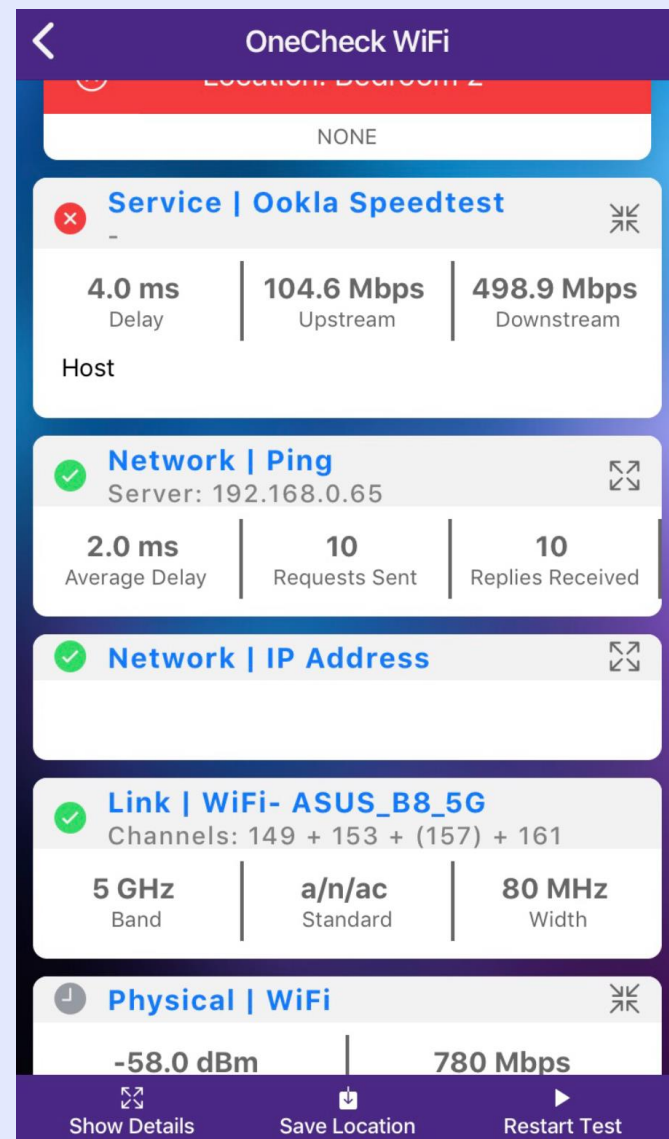 OneCheck WiFi
Location: Bedroom 2
NONE
Service | Ookla Speedtest
-
4.0 ms 104.6 Mbps 498.9 Mbps
Delay Upstream Downstream
Host
Network | Ping
Server: 192.168.0.65
2.0 ms 10 10
Average Delay Requests Sent Replies Received
Network | IP Address
Link | WiFi- ASUS_B8_5G
Channels: 149 + 153 + (157) + 161
5 GHz a/n/ac 80 MHz
Band Standard Width
Physical | WiFi
-58.0 dBm 780 Mbps
Show Details Save Location Restart Test